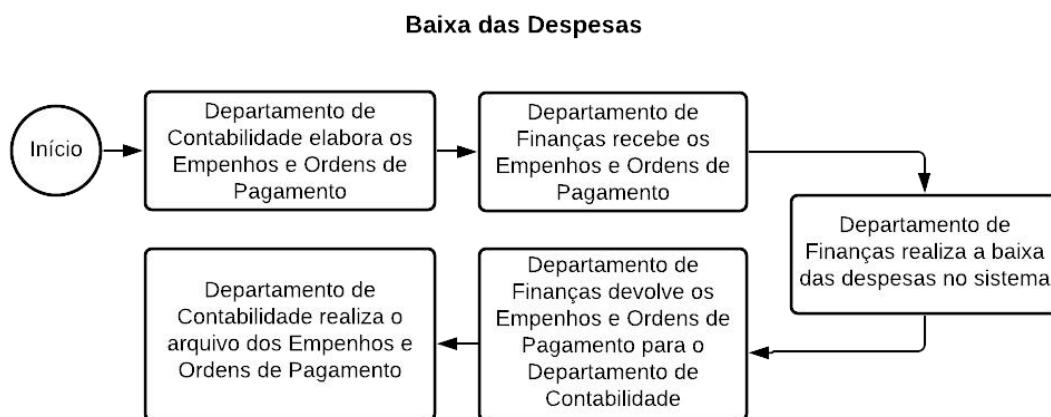 Baixa das Despesas
Início
Departamento de
Contabilidade elabora os
Empenhos e Ordens de
Pagamento
Departamento de
Finanças recebe os
Empenhos e Ordens de
Pagamento
Departamento de
Finanças realiza a baixa
das despesas no sistema
Departamento de
Finanças devolve os
Empenhos e Ordens de
Pagamento para o
Departamento de
Contabilidade
Departamento de
Contabilidade realiza o
arquivo dos Empenhos e
Ordens de Pagamento